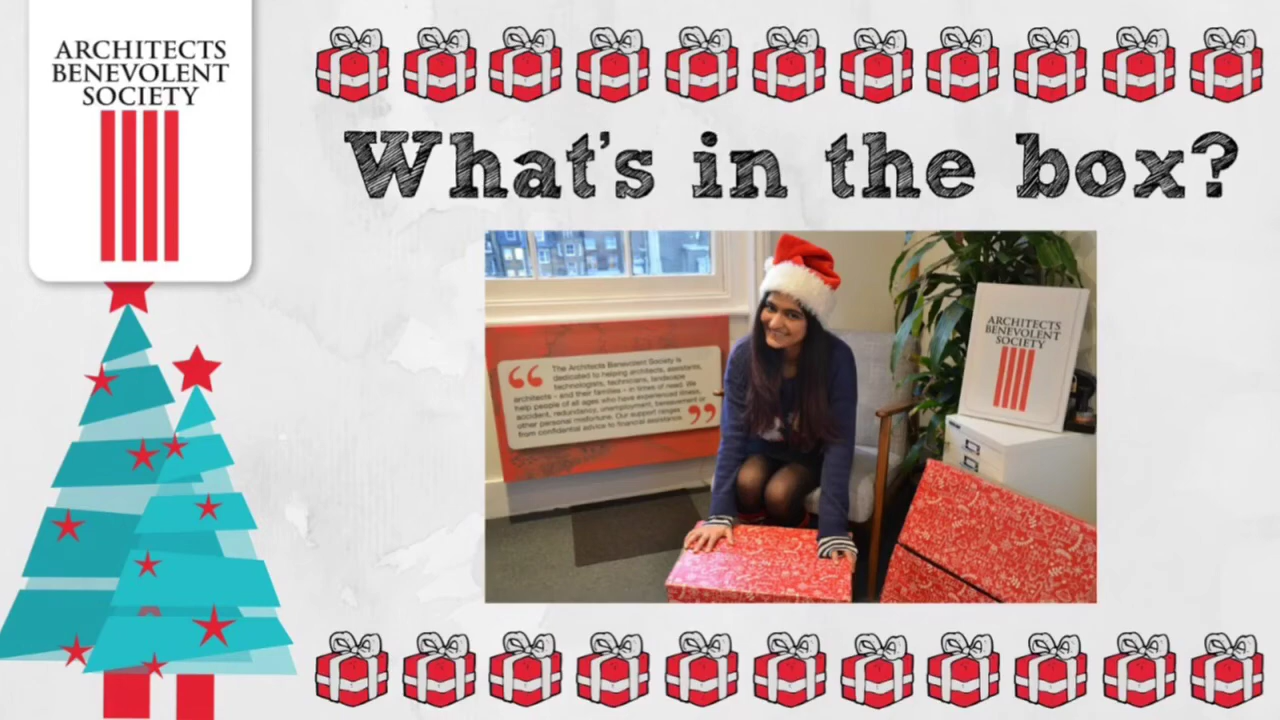 ARCHITECTS
BENEVOLENT
SOCIETY
What's in the box?
“ The Architects Benevolent Society is
dedicated to helping architects, assistants,
technologists, technicians, landscape
architects - and their families - in times of need. We
help people of all ages who have experienced illness,
accident, redundancy, unemployment, bereavement or
other personal misfortune. Our support ranges
from confidential advice to financial assistance. ”
ARCHITECTS
BENEVOLENT
SOCIETY